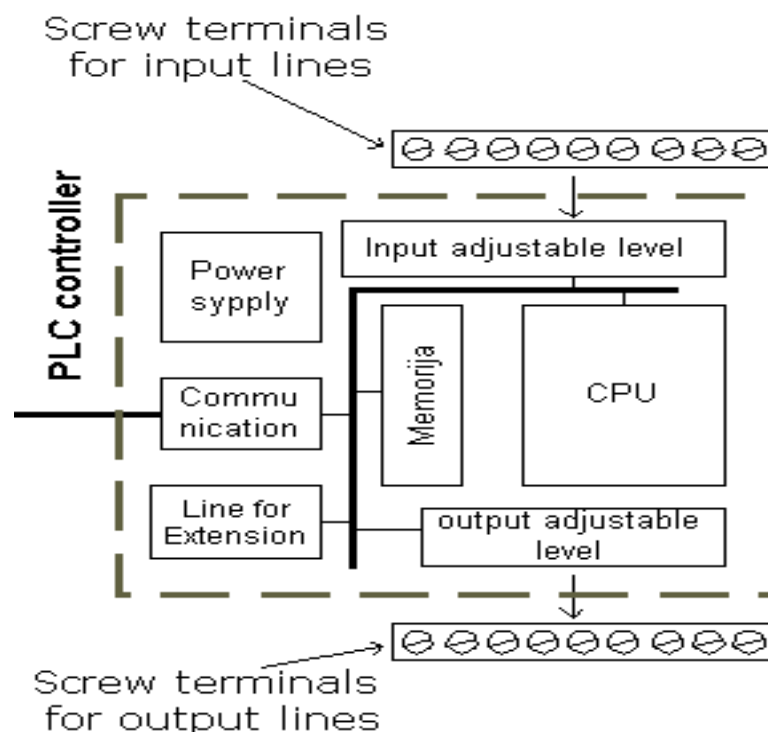 Screw terminals
for input lines
PLC controller
Input adjustable level
Power
sypply
Memorija
CPU
Commu
nication
Line for
Extension
output adjustable
level
Screw terminals
for output lines